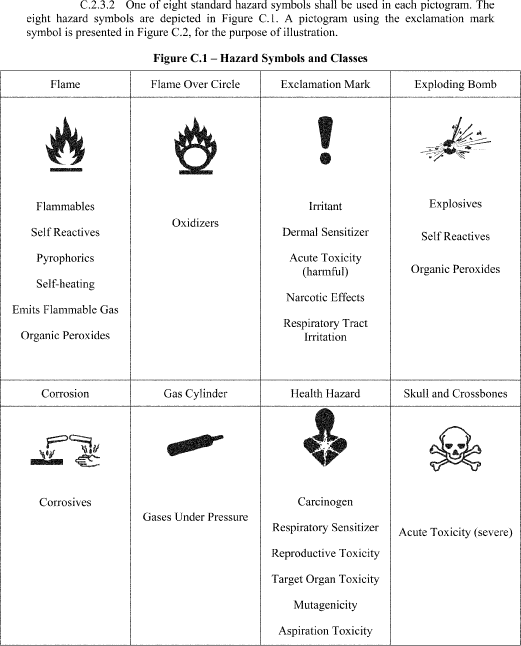 C.2.3.2 One of eight standard hazard symbols shall be used in each pictogram. The
eight hazard symbols are depicted in Figure C.1. A pictogram using the exclamation mark
symbol is presented in Figure C.2, for the purpose of illustration.
Figure C.1 – Hazard Symbols and Classes
Flame
Flame Over Circle
Exclamation Mark
Exploding Bomb
Flammables
Self Reactives
Pyrophorics
Self-heating
Emits Flammable Gas
Organic Peroxides
Oxidizers
Irritant
Dermal Sensitizer
Acute Toxicity
(harmful)
Narcotic Effects
Respiratory Tract
Irritation
Explosives
Self Reactives
Organic Peroxides
Corrosion
Gas Cylinder
Health Hazard
Skull and Crossbones
Corrosives
Gases Under Pressure
Carcinogen
Respiratory Sensitizer
Reproductive Toxicity
Target Organ Toxicity
Mutagenicity
Aspiration Toxicity
Acute Toxicity (severe)